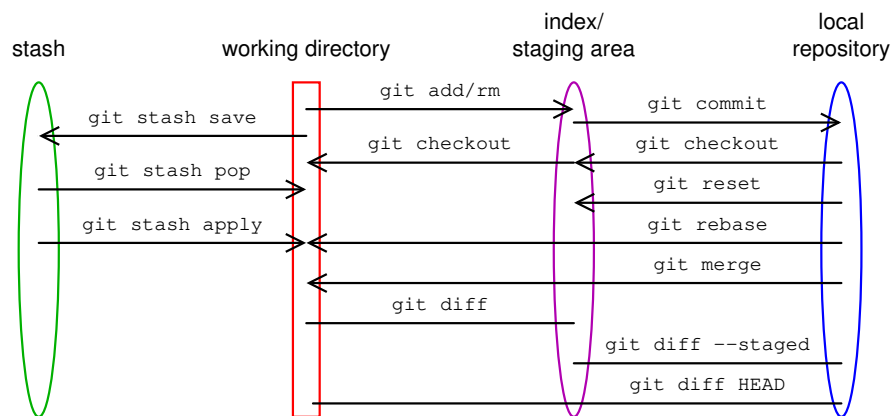 index/
local
stash
working directory
staging area
repository
git add/rm
git commit
git stash save
git checkout
git checkout
git stash pop
git reset
git stash apply
git rebase
git merge
git diff
git diff --staged
git diff HEAD